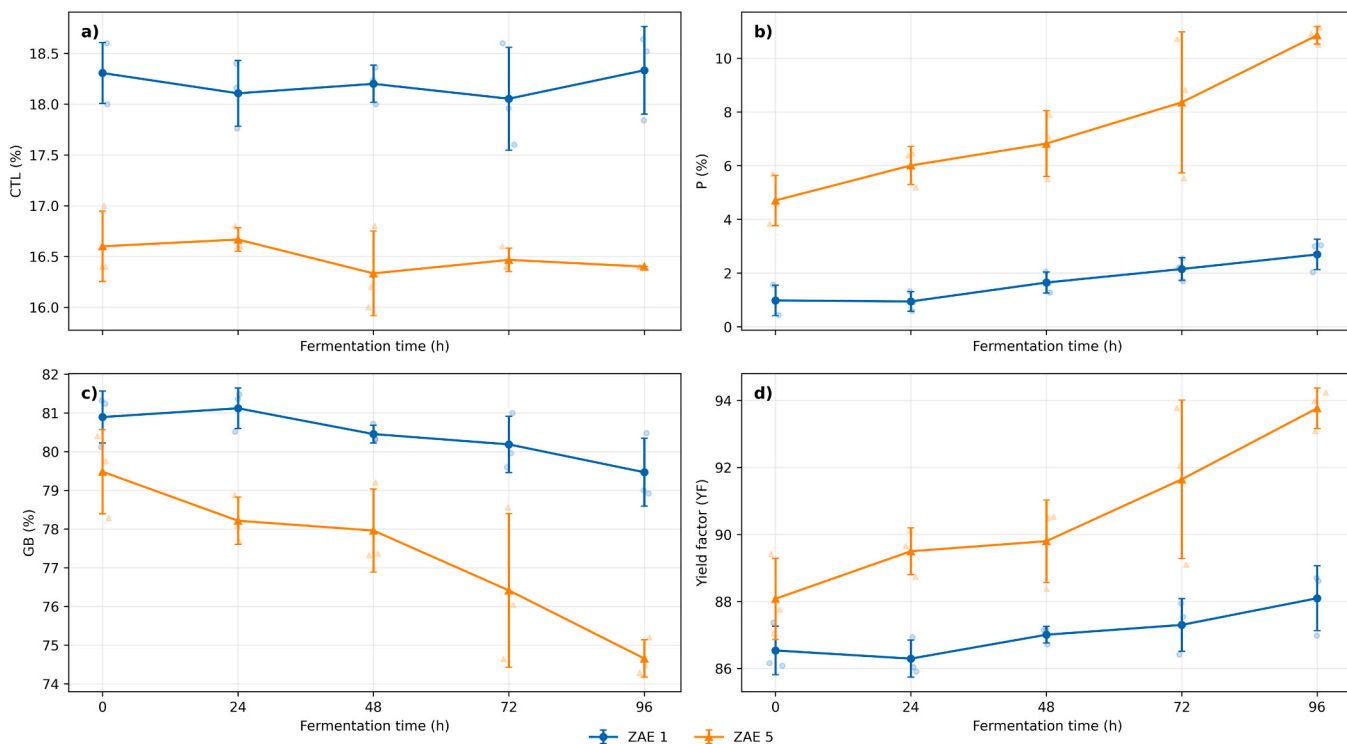 a)
18.5
18.0
17.5
17.0
16.5
16.0
CTL (%)
Fermentation time (h)
b)
10
8
6
4
2
0
P (%)
Fermentation time (h)
c)
82
81
80
79
78
77
76
75
74
GB (%)
0 24 48 72 96
Fermentation time (h)
d)
94
92
90
88
86
Yield factor (YF)
0 24 48 72 96
Fermentation time (h)
ZAE 1 ZAE 5